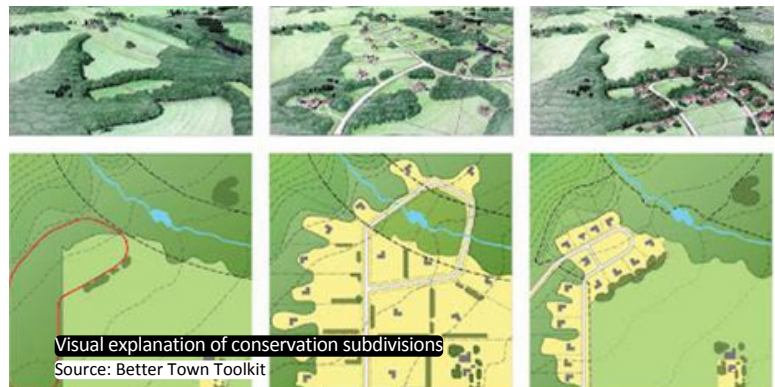 Visual explanation of conservation subdivisions
Source: Better Town Toolkit